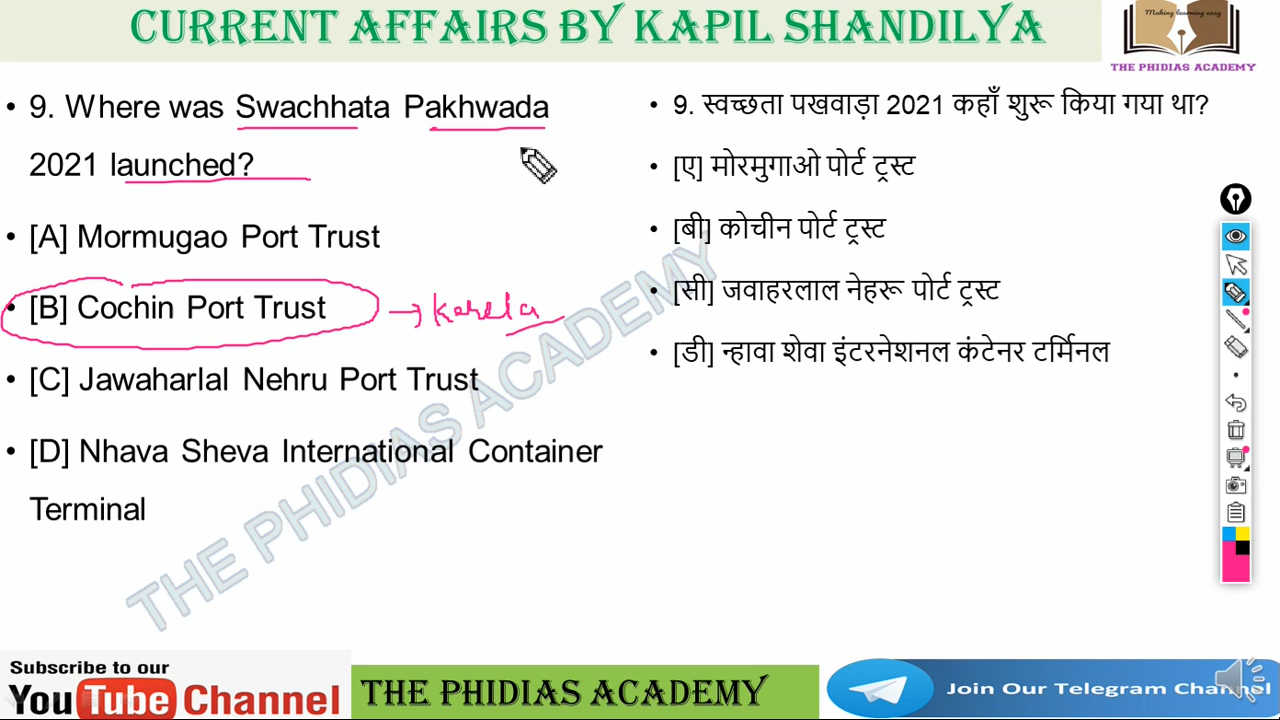 CURRENT AFFAIRS BY KAPIL SHANDILYA
Making learning easy
THE PHIDIAS ACADEMY
• 9. Where was Swachhata Pakhwada
2021 launched?
• [A] Mormugao Port Trust
• [B] Cochin Port Trust → Kerela
• [C] Jawaharlal Nehru Port Trust
• [D] Nhava Sheva International Container
Terminal
• 9. स्वच्छता पखवाड़ा 2021 कहाँ शुरू किया गया था?
• [ए] मोरमुगाओ पोर्ट ट्रस्ट
• [बी] कोचीन पोर्ट ट्रस्ट
• [सी] जवाहरलाल नेहरू पोर्ट ट्रस्ट
• [डी] न्हावा शेवा इंटरनेशनल कंटेनर टर्मिनल
THE PHIDIAS ACADEMY
Subscribe to our
YouTube Channel
THE PHIDIAS ACADEMY
Join Our Telegram Channel